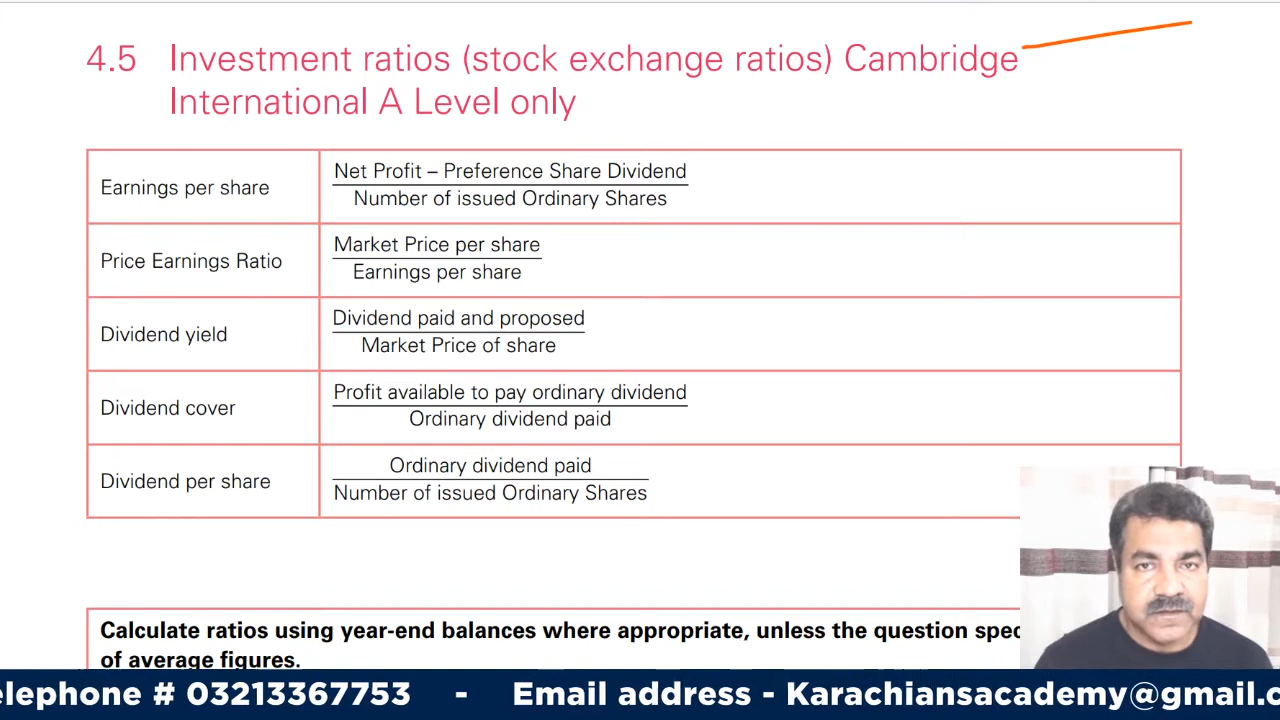 4.5 Investment ratios (stock exchange ratios) Cambridge
International A Level only
Earnings per share
Net Profit – Preference Share Dividend
Number of issued Ordinary Shares
Price Earnings Ratio
Market Price per share
Earnings per share
Dividend yield
Dividend paid and proposed
Market Price of share
Dividend cover
Profit available to pay ordinary dividend
Ordinary dividend paid
Dividend per share
Ordinary dividend paid
Number of issued Ordinary Shares
Calculate ratios using year-end balances where appropriate, unless the question
of average figures.
elephone # 03213367753 - Email address - Karachiansacademy@gmail.c